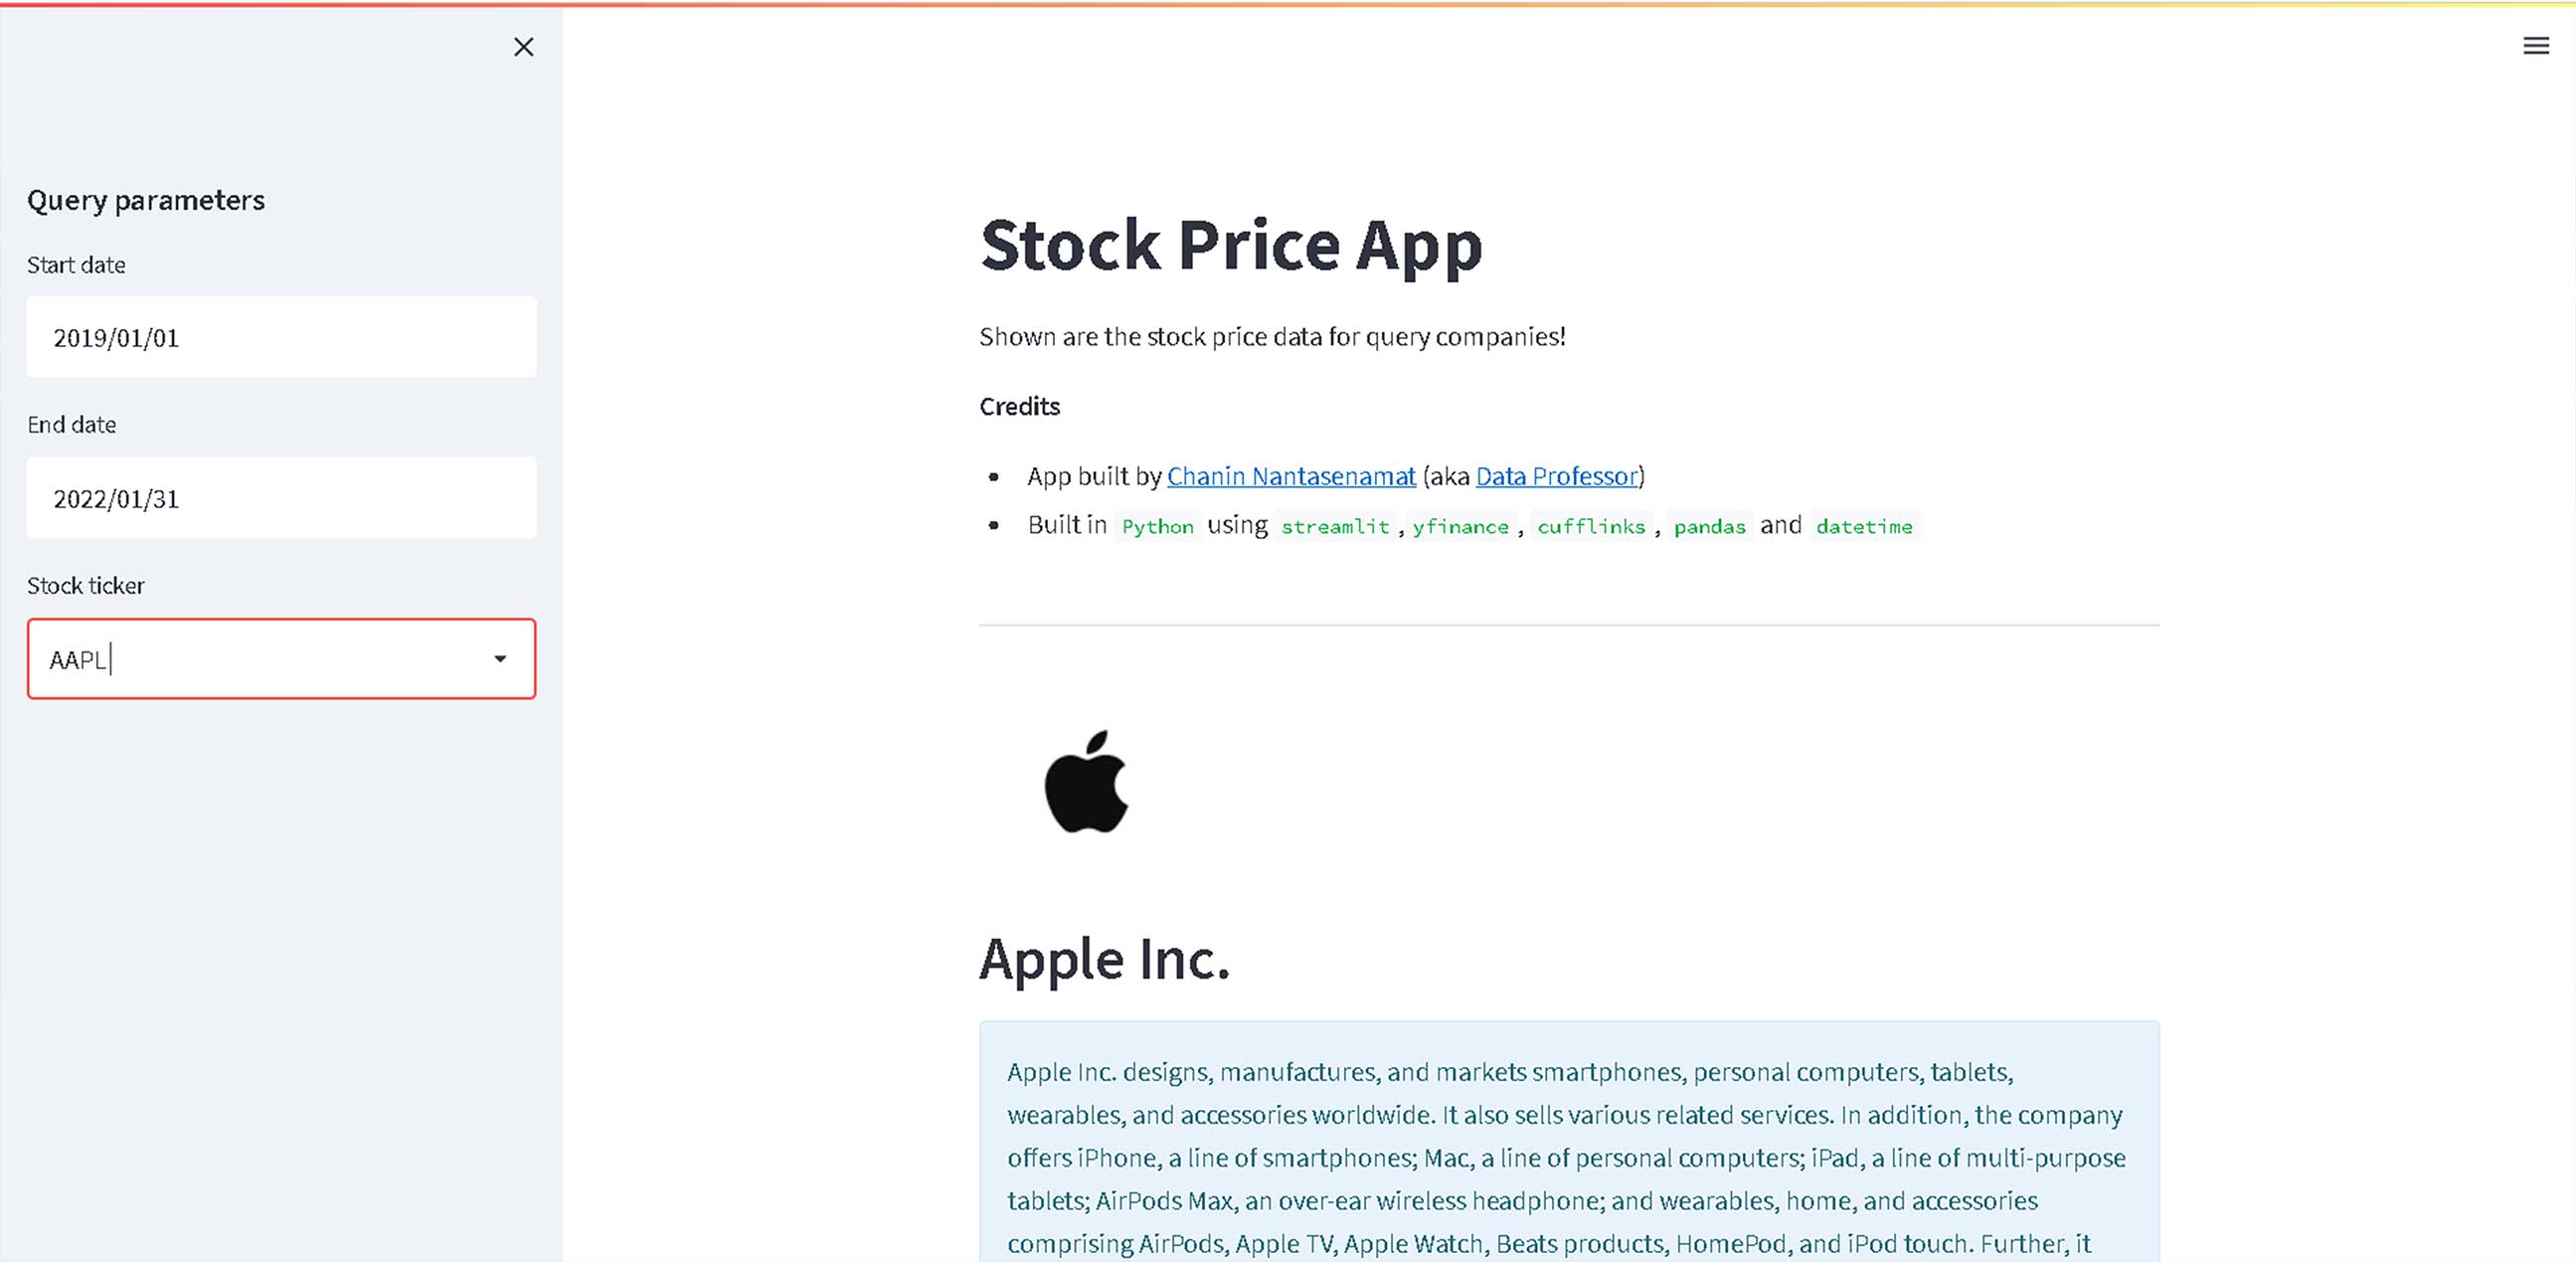 Query parameters
Start date
2019/01/01
End date
2022/01/31
Stock ticker
AAPL
Stock Price App
Shown are the stock price data for query companies!
Credits
App built by Chanin Nantasenamat (aka Data Professor)
Built in Python using streamlit, yfinance, cufflinks, pandas and datetime
Apple Inc.
Apple Inc. designs, manufactures, and markets smartphones, personal computers, tablets,
wearables, and accessories worldwide. It also sells various related services. In addition, the company
offers iPhone, a line of smartphones; Mac, a line of personal computers; iPad, a line of multi-purpose
tablets; AirPods Max, an over-ear wireless headphone; and wearables, home, and accessories
comprising AirPods, Apple TV, Apple Watch, Beats products, HomePod, and iPod touch. Further, it